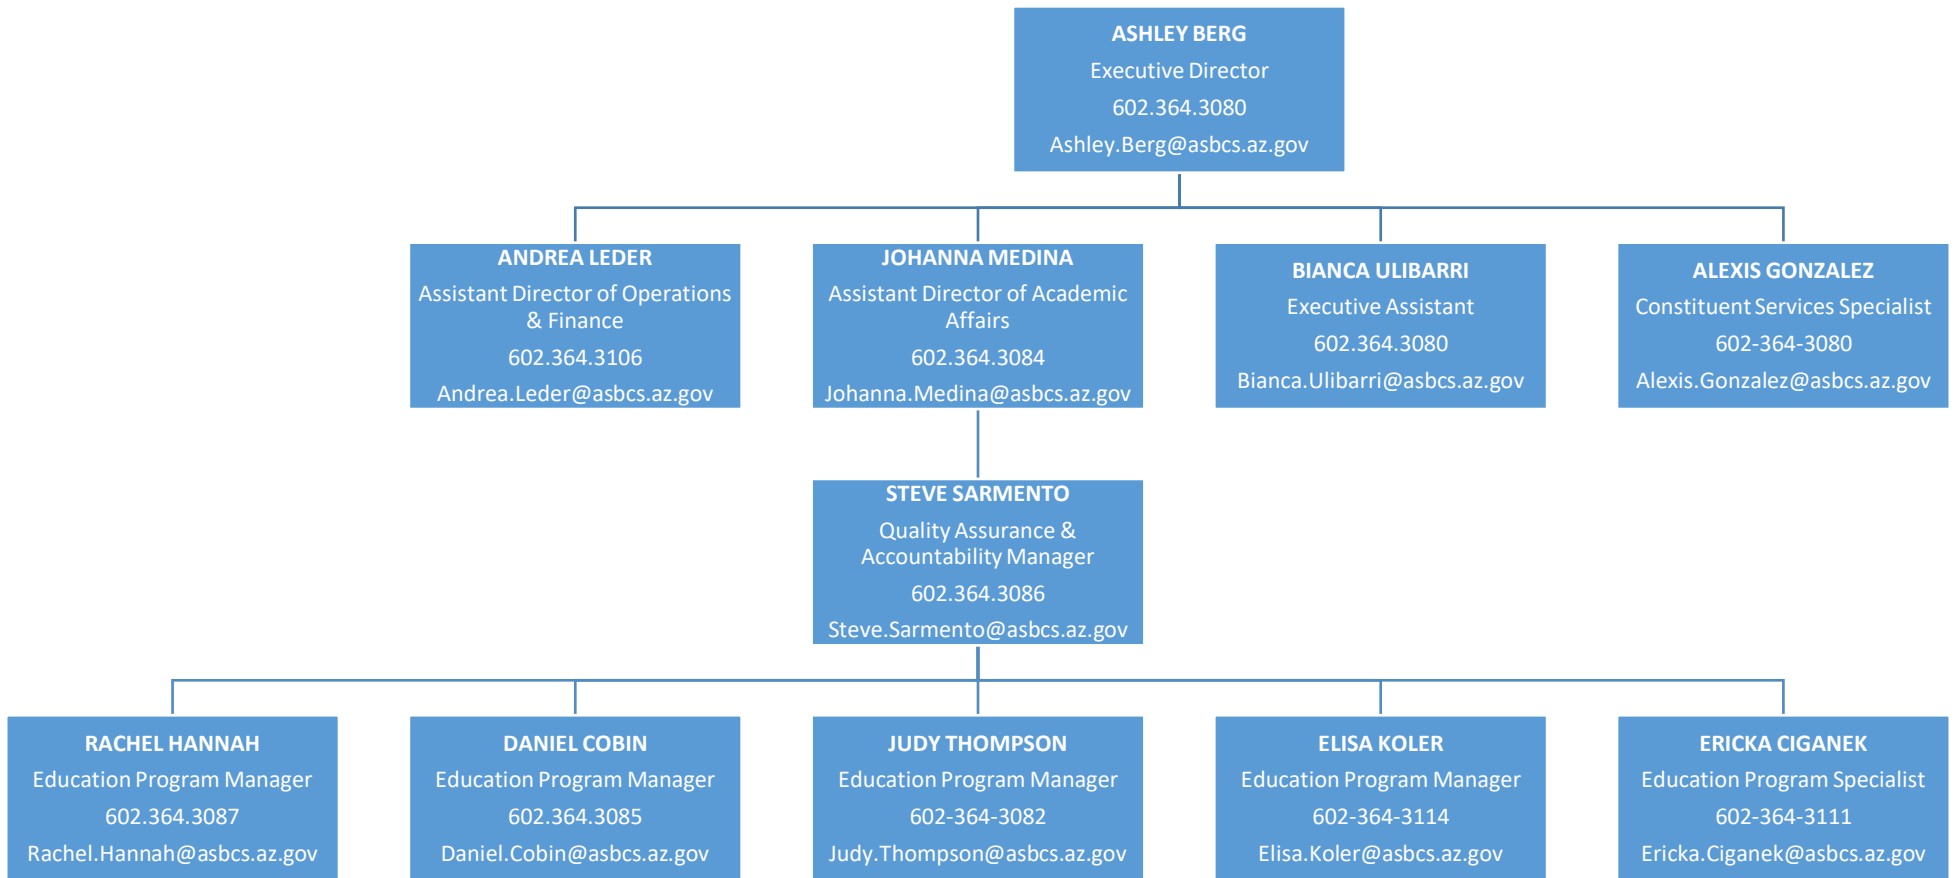 ASHLEY BERG
Executive Director
602.364.3080
Ashley.Berg@asbcs.az.gov
ANDREA LEDER
Assistant Director of Operations
& Finance
602.364.3106
Andrea.Leder@asbcs.az.gov
JOHANNA MEDINA
Assistant Director of Academic
Affairs
602.364.3084
Johanna.Medina@asbcs.az.gov
BIANCA ULIBARRI
Executive Assistant
602.364.3080
Bianca.Ulibarri@asbcs.az.gov
ALEXIS GONZALEZ
Constituent Services Specialist
602-364-3080
Alexis.Gonzalez@asbcs.az.gov
STEVE SARMENTO
Quality Assurance &
Accountability Manager
602.364.3086
Steve.Sarmento@asbcs.az.gov
RACHEL HANNAH
Education Program Manager
602.364.3087
Rachel.Hannah@asbcs.az.gov
DANIEL COBIN
Education Program Manager
602.364.3085
Daniel.Cobin@asbcs.az.gov
JUDY THOMPSON
Education Program Manager
602-364-3082
Judy.Thompson@asbcs.az.gov
ELISA KOLER
Education Program Manager
602-364-3114
Elisa.Koler@asbcs.az.gov
ERICKA CIGANEK
Education Program Specialist
602-364-3111
Ericka.Ciganek@asbcs.az.gov